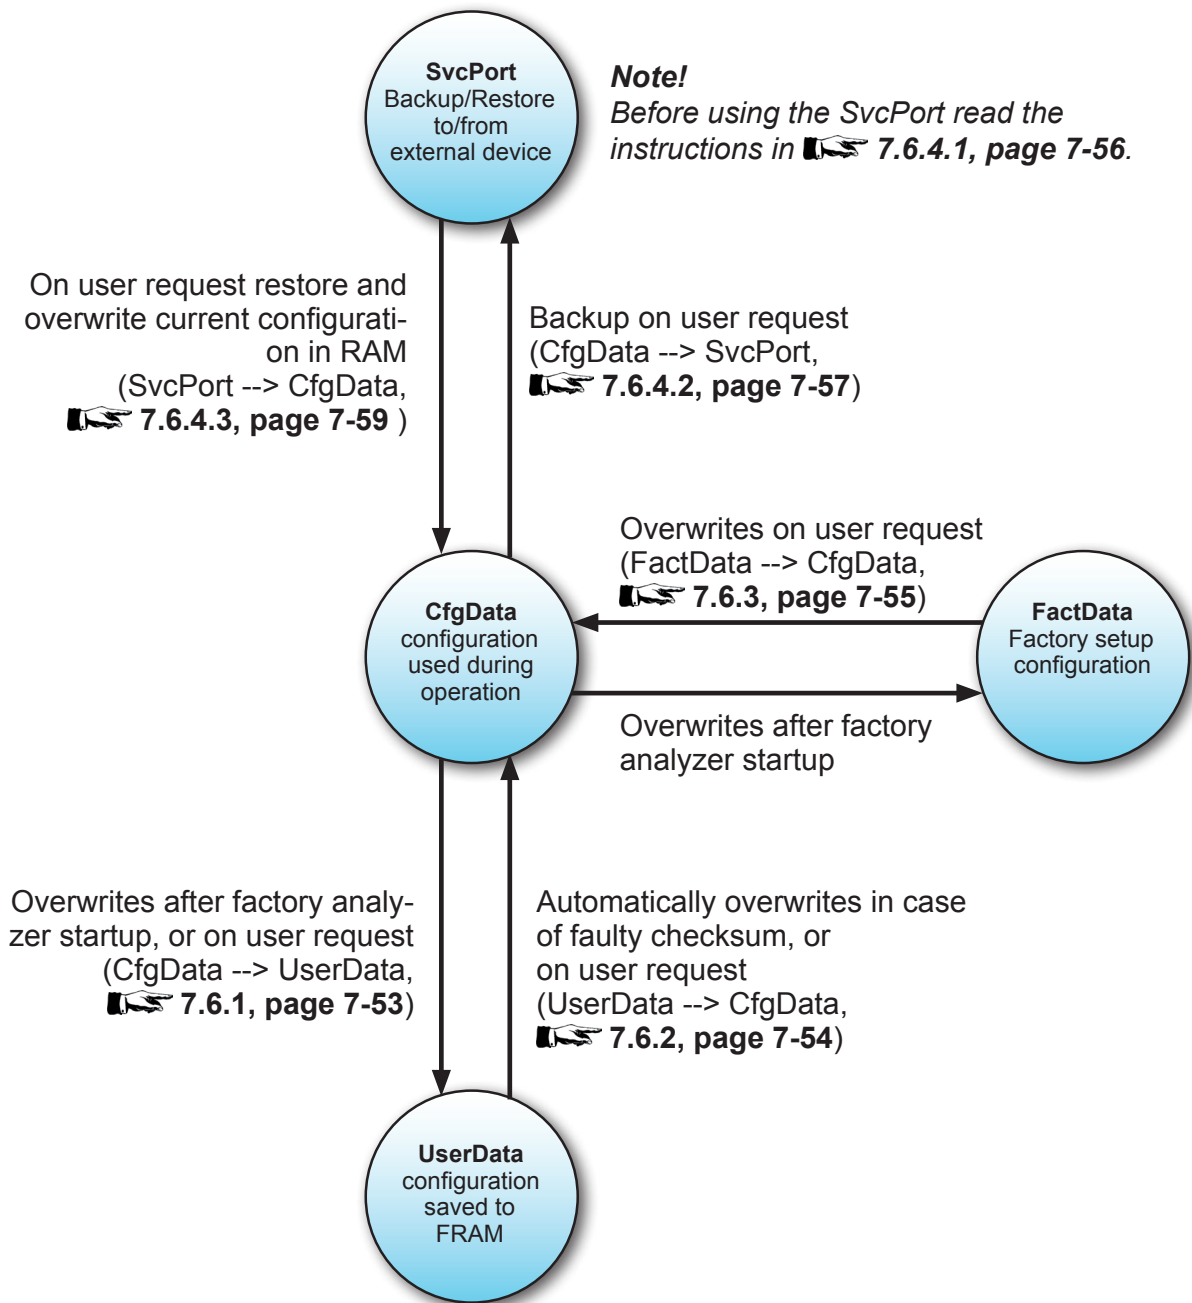 SvcPort
Backup/Restore
to/from
external device
Note!
Before using the SvcPort read the
instructions in 7.6.4.1, page 7-56.
On user request restore and
overwrite current configurati-
on in RAM
(SvcPort --> CfgData,
7.6.4.3, page 7-59 )
Backup on user request
(CfgData --> SvcPort,
7.6.4.2, page 7-57)
Overwrites on user request
(FactData --> CfgData,
7.6.3, page 7-55)
CfgData
configuration
used during
operation
FactData
Factory setup
configuration
Overwrites after factory
analyzer startup
Overwrites after factory analy-
zer startup, or on user request
(CfgData --> UserData,
7.6.1, page 7-53)
Automatically overwrites in case
of faulty checksum, or
on user request
(UserData --> CfgData,
7.6.2, page 7-54)
UserData
configuration
saved to
FRAM